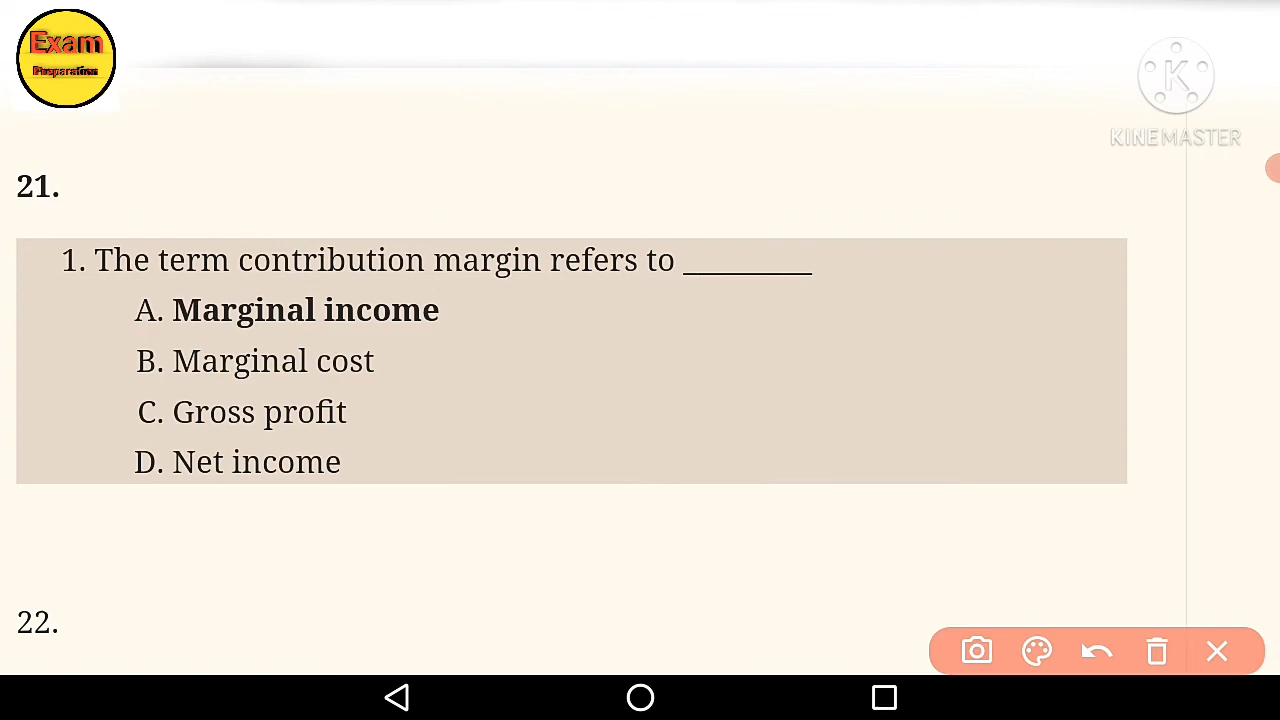 Exam
Preparation
KINEMASTER
21.
1. The term contribution margin refers to ________
A. Marginal income
B. Marginal cost
C. Gross profit
D. Net income
22.